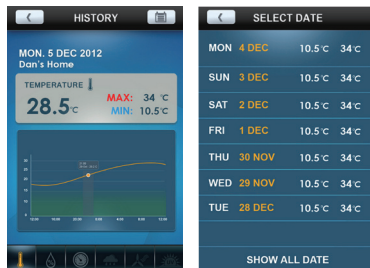 HISTORY
MON. 5 DEC 2012
Dan's Home
TEMPERATURE
28.5°C
MAX: 34 °C
MIN: 10.5°C
SELECT DATE
MON 4 DEC 10.5°C 34°C
SUN 3 DEC 10.5°C 34°C
SAT 2 DEC 10.5°C 34°C
FRI 1 DEC 10.5°C 34°C
THU 30 NOV 10.5°C 34°C
WED 29 NOV 10.5°C 34°C
TUE 28 DEC 10.5°C 34°C
SHOW ALL DATE